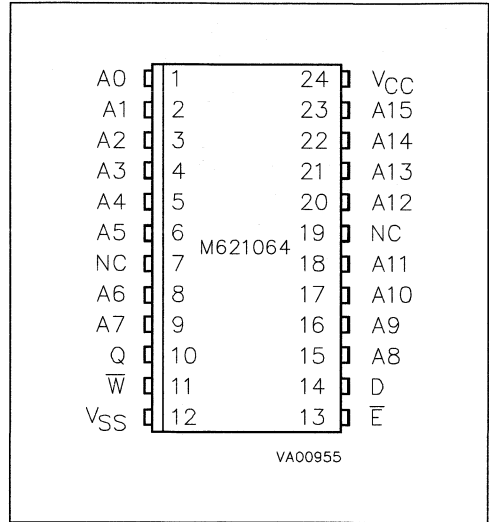 A0 1 24 VCC
A1 2 23 A15
A2 3 22 A14
A3 4 21 A13
A4 5 20 A12
A5 6 19 NC
M621064
NC 7 18 A11
A6 8 17 A10
A7 9 16 A9
Q 10 15 A8
W̅ 11 14 D
VSS 12 13 E̅
VA00955